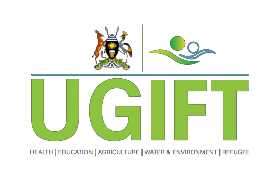 UGIFT
HEALTH | EDUCATION | AGRICULTURE | WATER & ENVIRONMENT | REFUGEE